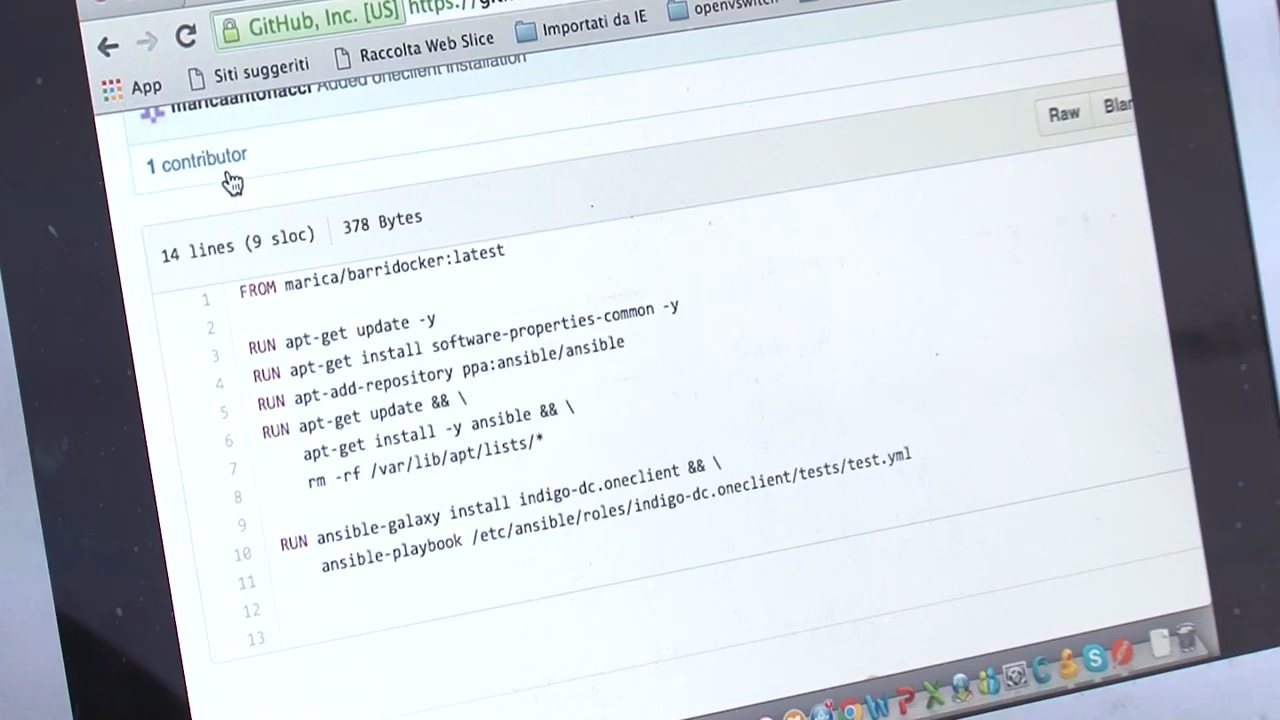 GitHub, Inc. [US] https://
App Siti suggeriti Raccolta Web Slice Importati da IE openvswitch
maricaantonacci Added oneclient installation
1 contributor
Raw
14 lines (9 sloc) 378 Bytes
1 FROM marica/barridocker:latest
2
3 RUN apt-get update -y
4 RUN apt-get install software-properties-common -y
5 RUN apt-add-repository ppa:ansible/ansible
6 RUN apt-get update && \
7 apt-get install -y ansible && \
8 rm -rf /var/lib/apt/lists/*
9
10 RUN ansible-galaxy install indigo-dc.oneclient && \
11 ansible-playbook /etc/ansible/roles/indigo-dc.oneclient/tests/test.yml
12
13